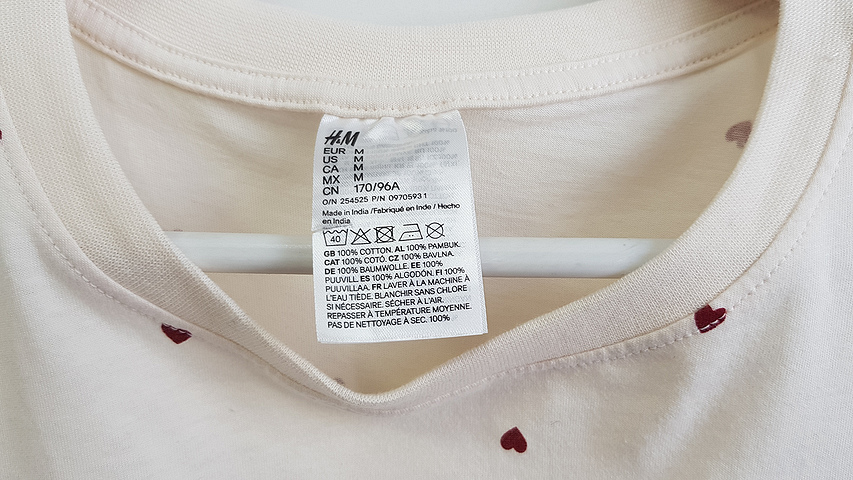 H&M
EUR M
US M
CA M
MX M
CN 170/96A
O/N 254525 P/N 09705931
Made in India /Fabriqué en Inde / Hecho
en India
40
GB 100% COTTON. AL 100% PAMBUK.
CAT 100% COTÓ. CZ 100% BAVLNA.
DE 100% BAUMWOLLE. EE 100%
PUUVILL. ES 100% ALGODÓN. FI 100%
PUUVILLAA. FR LAVER À LA MACHINE À
L'EAU TIÈDE. BLANCHIR SANS CHLORE
SI NÉCESSAIRE. SÉCHER À L'AIR.
REPASSER À TEMPÉRATURE MOYENNE.
PAS DE NETTOYAGE À SEC. 100%